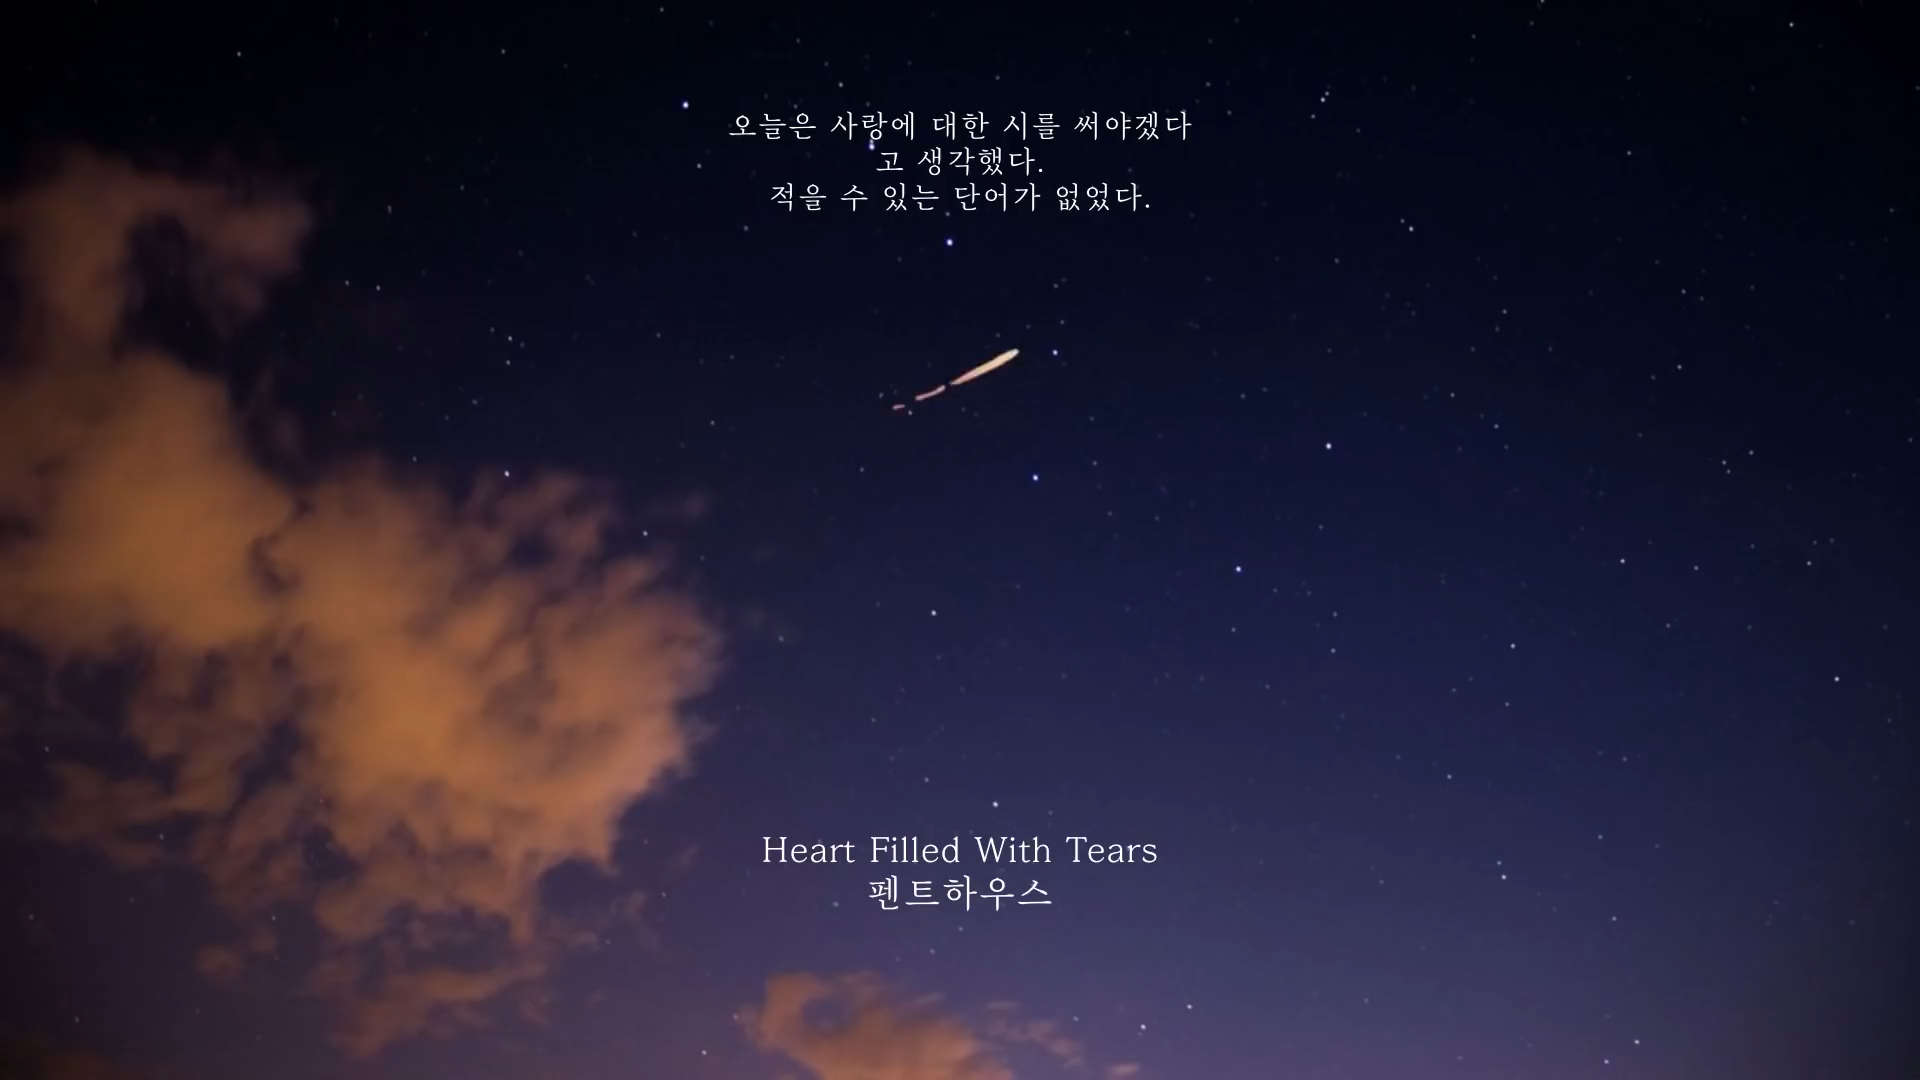 오늘은 사랑에 대한 시를 써야겠다
고 생각했다.
적을 수 있는 단어가 없었다.
Heart Filled With Tears
펜트하우스